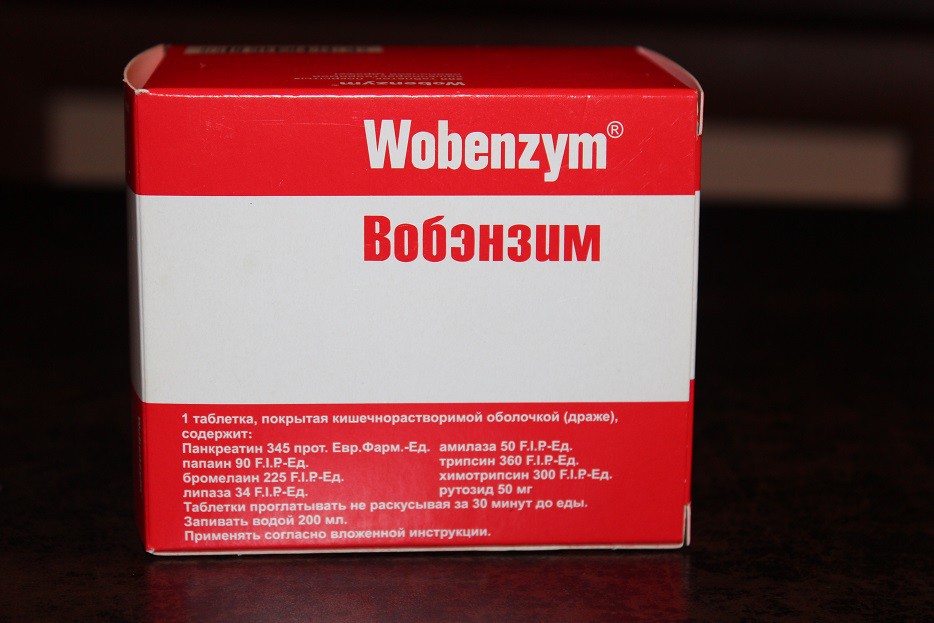 Wobenzym
Wobenzym®
Вобэнзим
1 таблетка, покрытая кишечнорастворимой оболочкой (драже),
содержит:
Панкреатин 345 прот. Евр.Фарм.-Ед. амилаза 50 F.I.P.-Ед.
папаин 90 F.I.P.-Ед. трипсин 360 F.I.P.-Ед.
бромелаин 225 F.I.P.-Ед. химотрипсин 300 F.I.P.-Ед.
липаза 34 F.I.P.-Ед. рутозид 50 мг
Таблетки проглатывать не раскусывая за 30 минут до еды.
Запивать водой 200 мл.
Применять согласно вложенной инструкции.